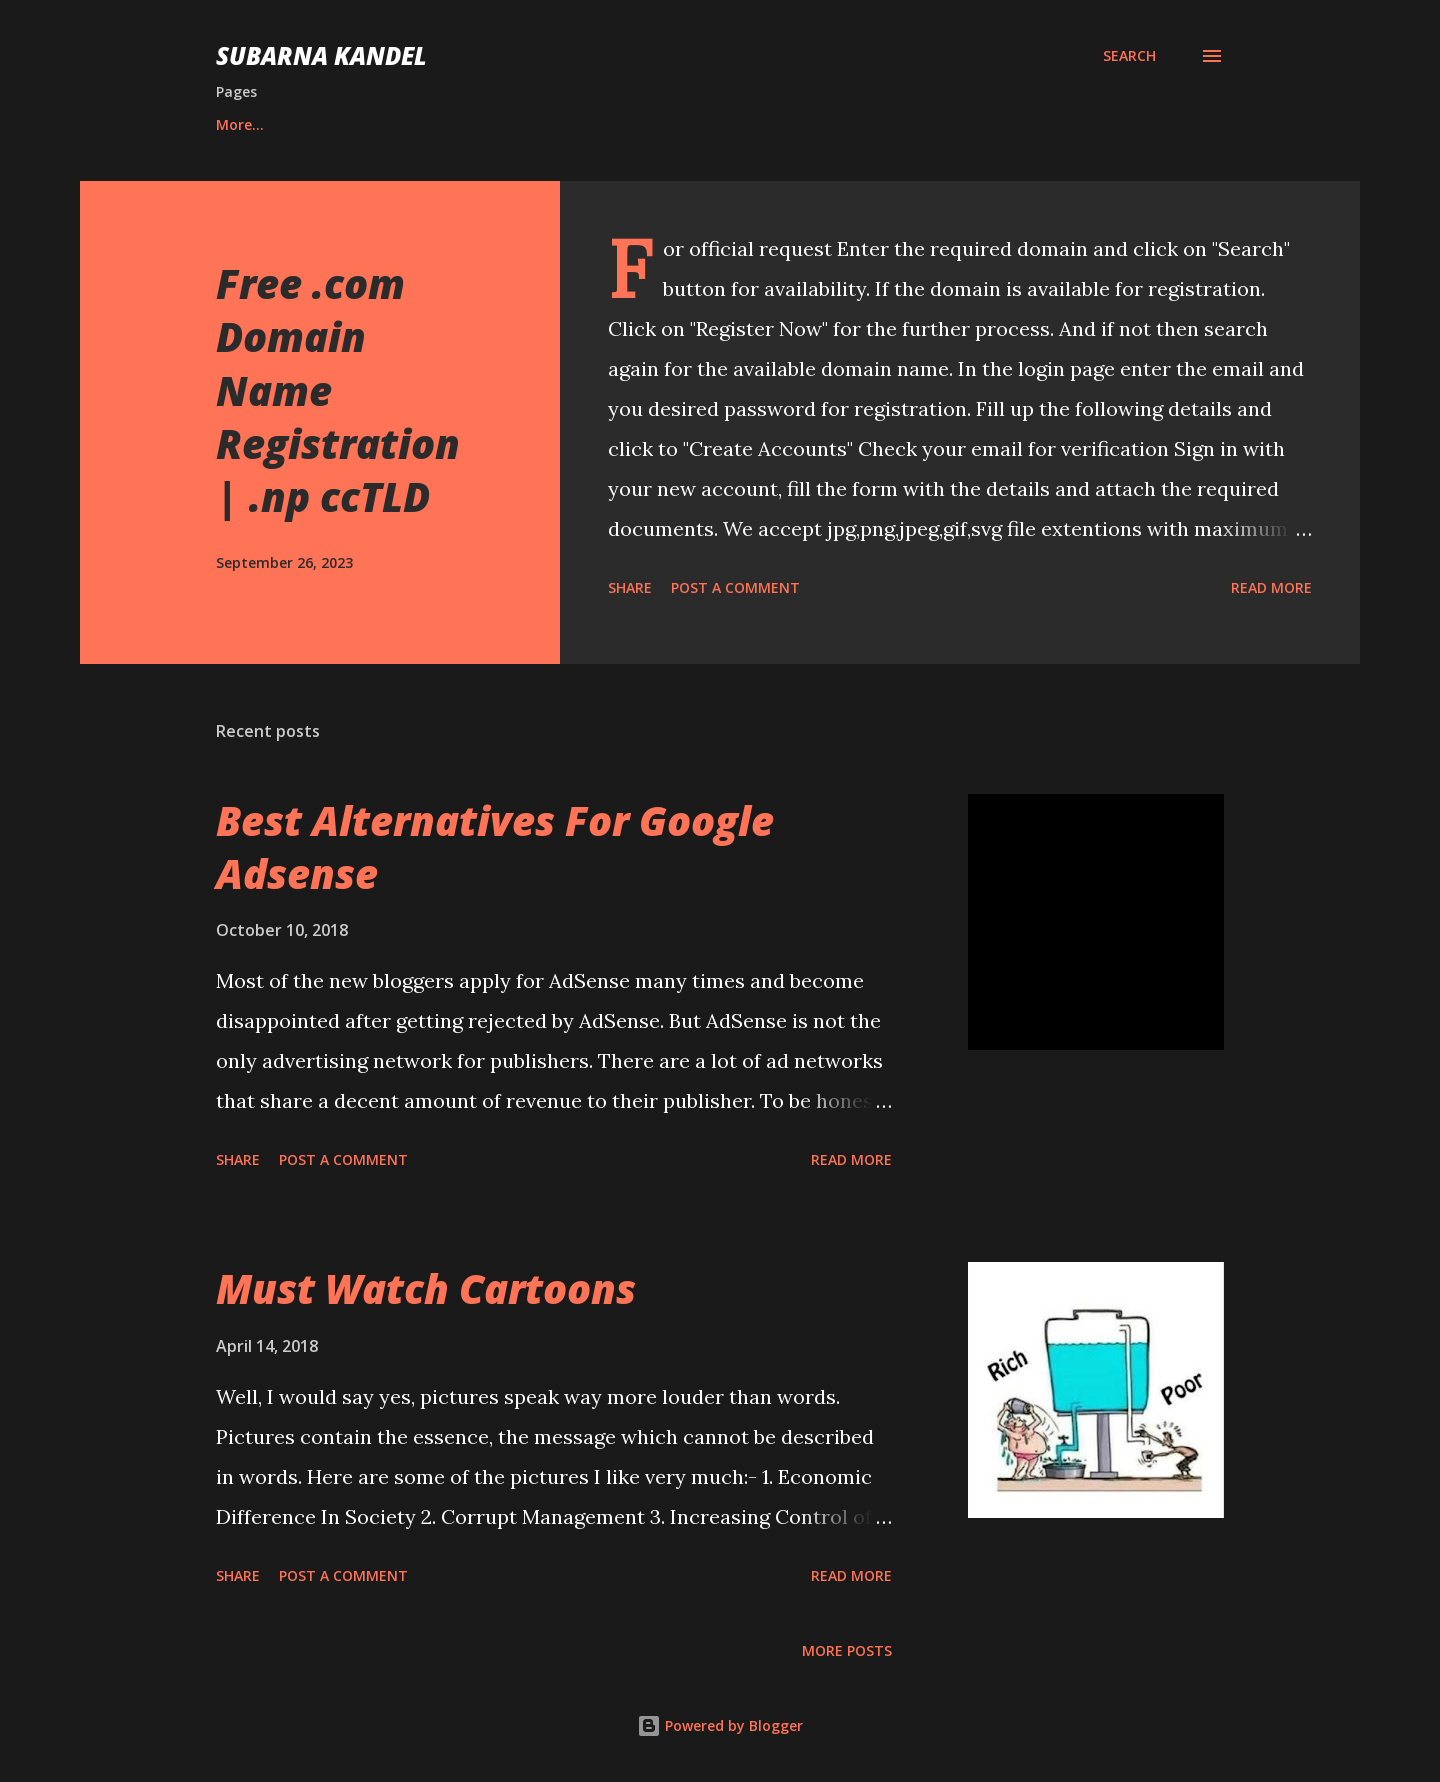 SUBARNA KANDEL
SEARCH
Pages
More…
Free .com
Domain
Name
Registration
| .np ccTLD
September 26, 2023
For official request Enter the required domain and click on "Search"
button for availability. If the domain is available for registration.
Click on "Register Now" for the further process. And if not then search
again for the available domain name. In the login page enter the email and
you desired password for registration. Fill up the following details and
click to "Create Accounts" Check your email for verification Sign in with
your new account, fill the form with the details and attach the required
documents. We accept jpg,png,jpeg,gif,svg file extentions with maximum …
SHARE POST A COMMENT READ MORE
Recent posts
Best Alternatives For Google
Adsense
October 10, 2018
Most of the new bloggers apply for AdSense many times and become
disappointed after getting rejected by AdSense. But AdSense is not the
only advertising network for publishers. There are a lot of ad networks
that share a decent amount of revenue to their publisher. To be hones…
SHARE POST A COMMENT READ MORE
Must Watch Cartoons
April 14, 2018
Well, I would say yes, pictures speak way more louder than words.
Pictures contain the essence, the message which cannot be described
in words. Here are some of the pictures I like very much:- 1. Economic
Difference In Society 2. Corrupt Management 3. Increasing Control of…
Rich
Poor
SHARE POST A COMMENT READ MORE
MORE POSTS
Powered by Blogger